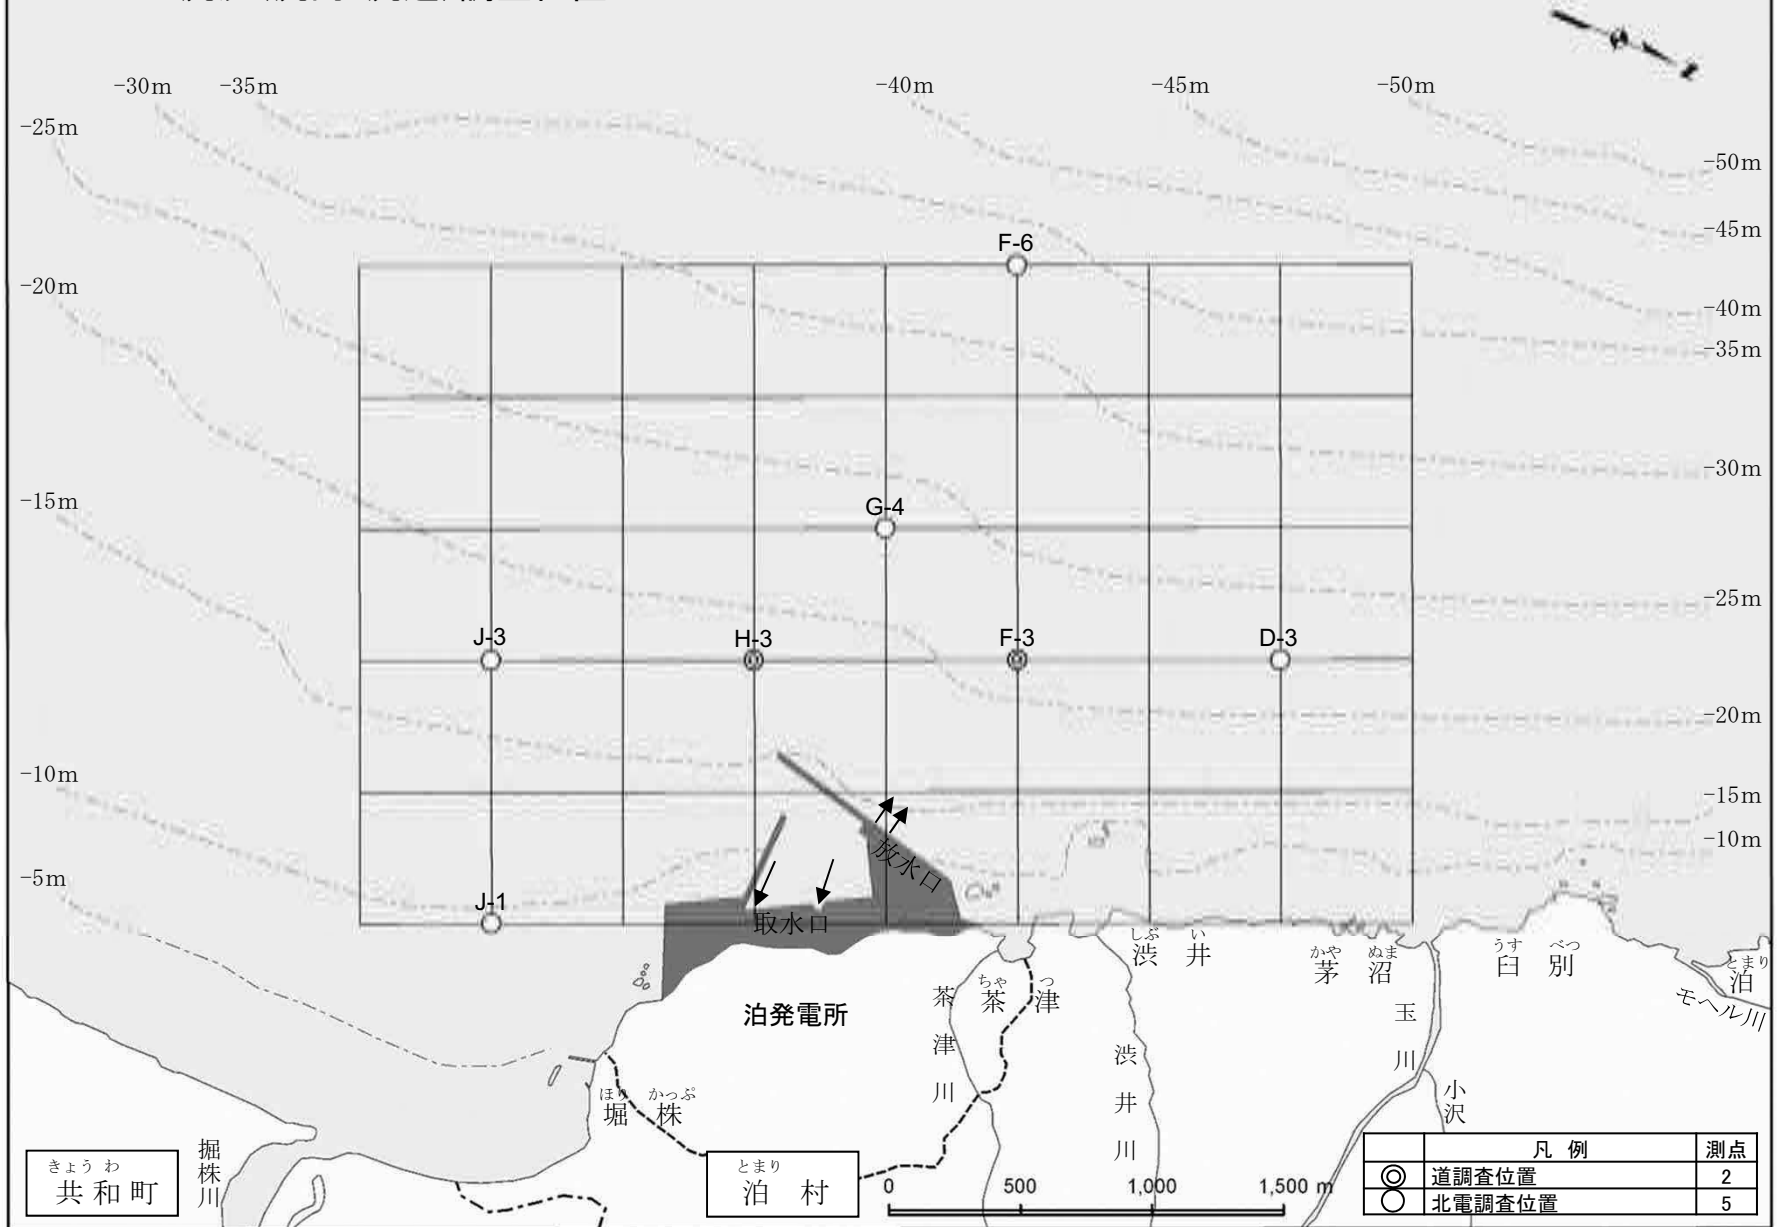 -30m
-35m
-40m
-45m
-50m
-25m
-50m
-45m
F-6
-20m
-40m
-35m
-30m
-15m
G-4
-25m
J-3
H-3
F-3
D-3
-20m
-10m
-15m
-10m
放水口
-5m
J-1
取水口
しぶ い
渋 井
かや ぬま
茅 沼
うす べつ
臼 別
とまり
泊
モヘル川
ちゃ つ
茶 津
泊発電所
茶津川
渋井川
玉川
小沢
ほり かっぷ
堀 株
掘株川
きょう わ
共和町
とまり
泊 村
0 500 1,000 1,500 m
凡 例 測点
◎ 道調査位置 2
○ 北電調査位置 5